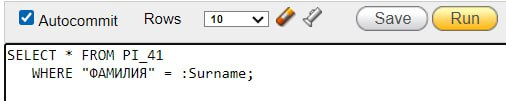 Autocommit Rows 10 Save Run
SELECT * FROM PI_41
WHERE "ФАМИЛИЯ" = :Surname;